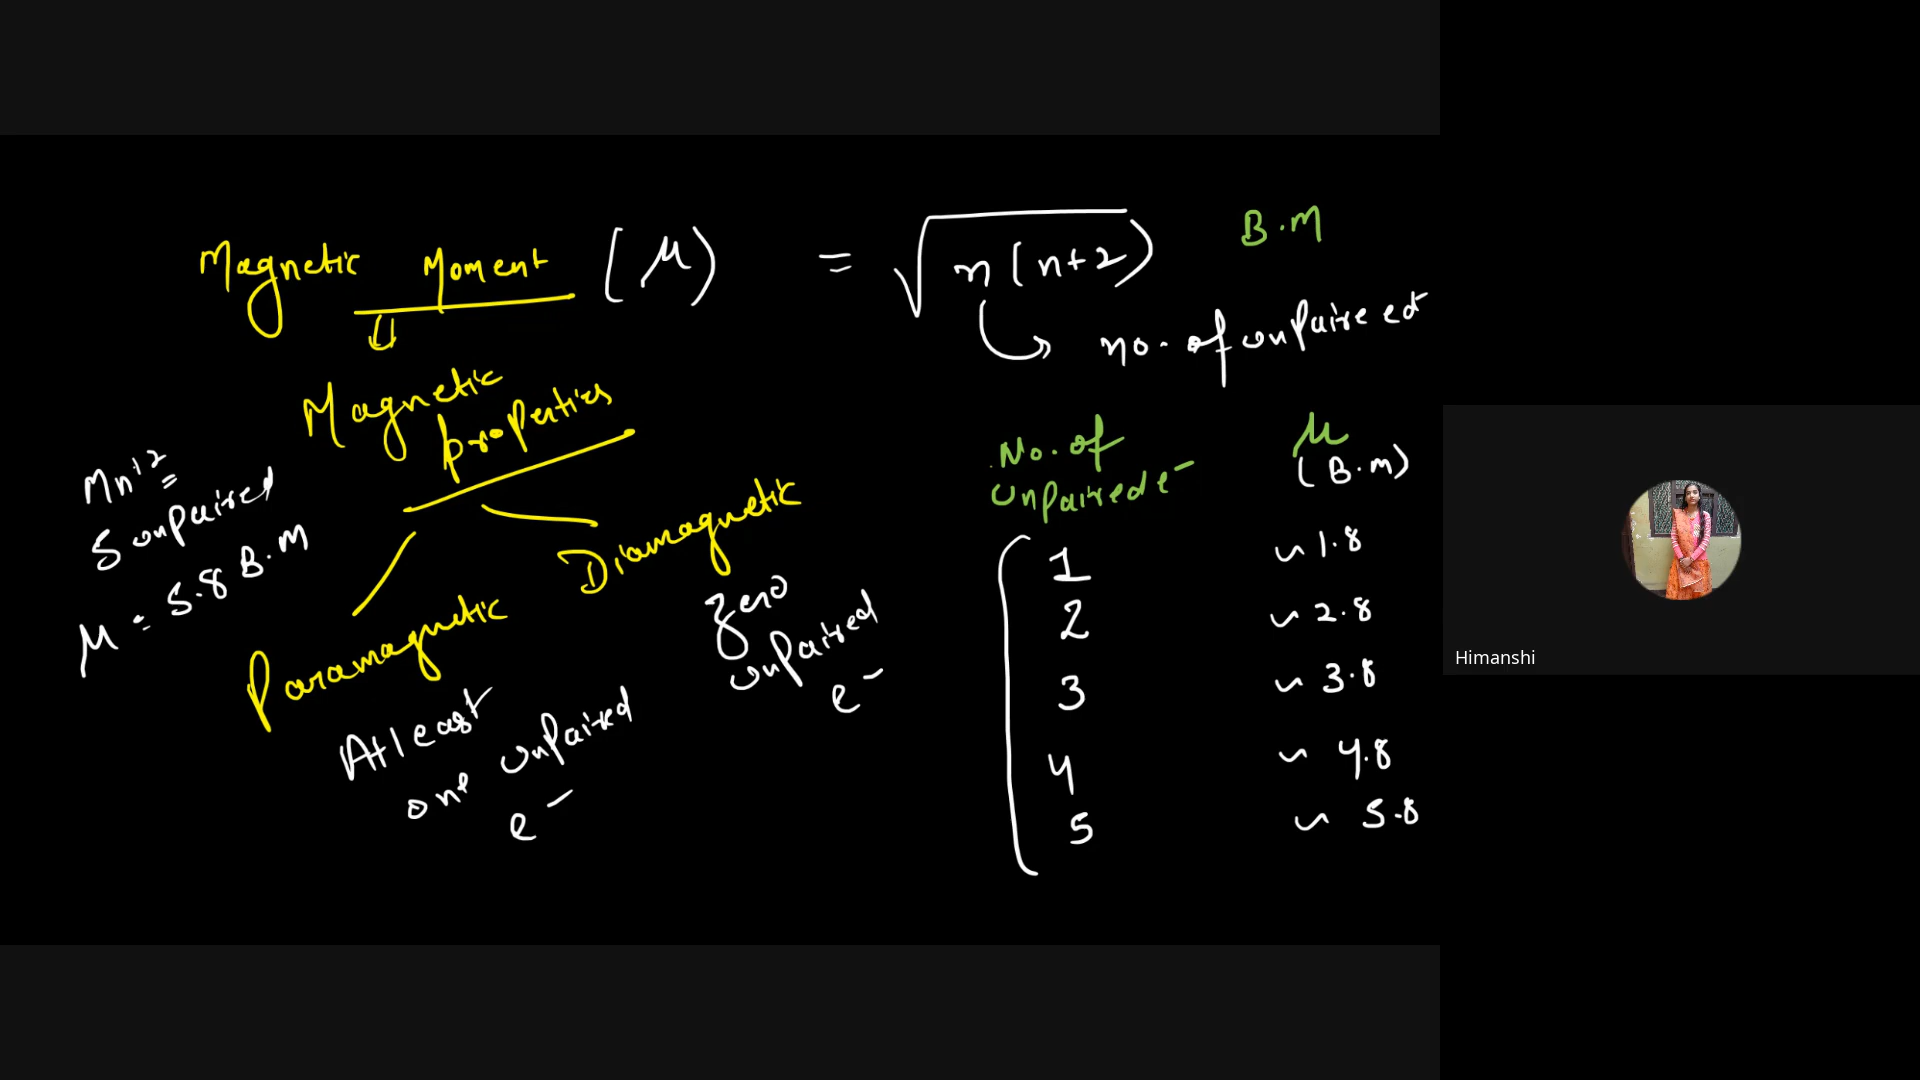 Magnetic Moment (μ) = √n(n+2) B.M
no. of unpaired e-
Magnetic
properties
Mn+2 =
5 unpaired
μ = 5.8 B.M
Paramagnetic
Atleast
one unpaired
e-
Diamagnetic
zero
unpaired
e-
No. of
Unpaired e-
μ
(B.m)
1 ~ 1.8
2 ~ 2.8
3 ~ 3.8
4 ~ 4.8
5 ~ 5.8
Himanshi